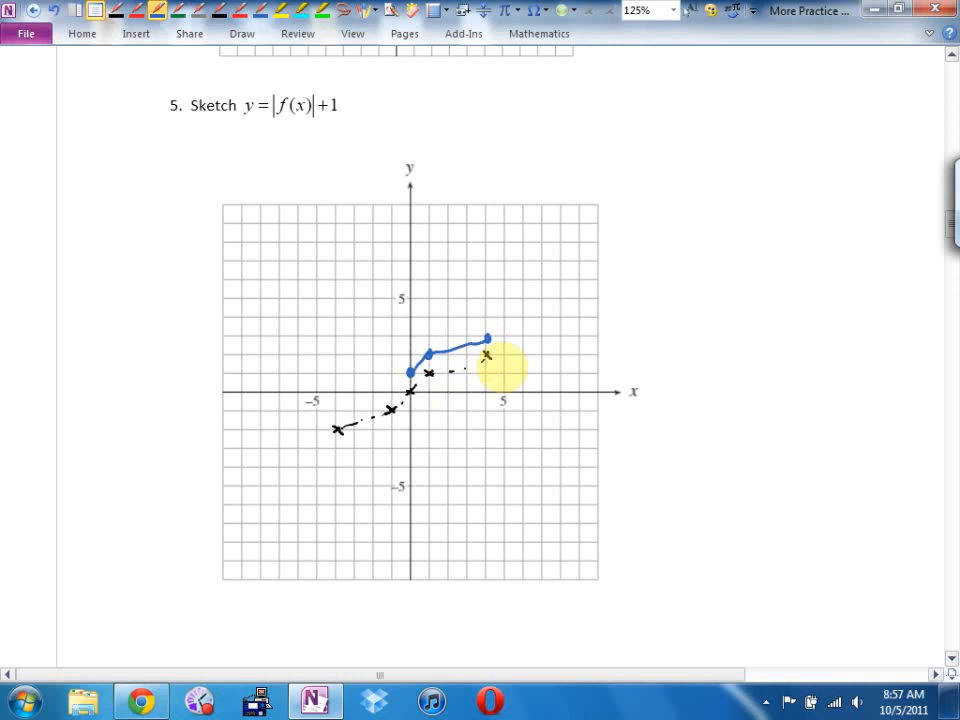 125%
More Practice ...
File Home Insert Share Draw Review View Pages Add-Ins Mathematics
5. Sketch y = |f(x)| + 1
y
5
-5 5 x
-5
8:57 AM
10/5/2011